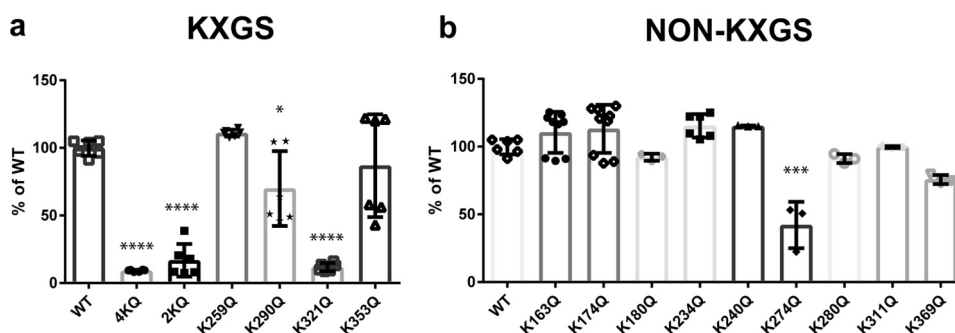 a KXGS
% of WT
150
100
50
0
****
****
*
****
WT 4KQ 2KQ K259Q K290Q K321Q K353Q
b NON-KXGS
% of WT
150
100
50
0
***
WT K163Q K174Q K180Q K234Q K240Q K274Q K280Q K311Q K369Q